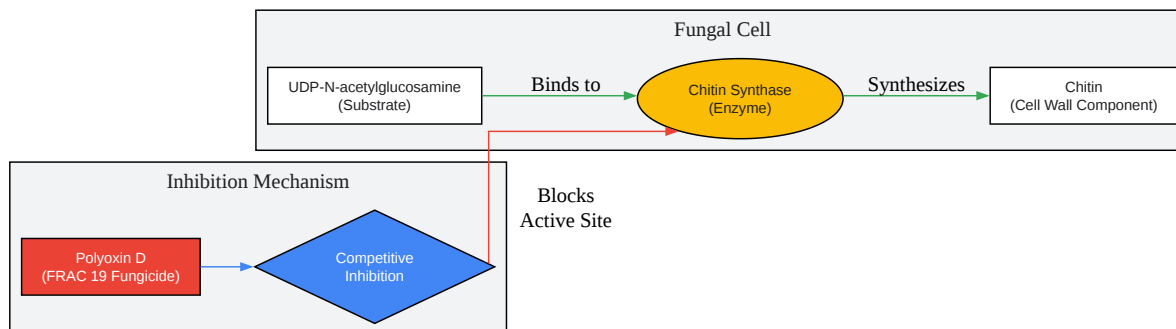 Fungal Cell
UDP-N-acetylglucosamine
(Substrate)
Binds to
Chitin Synthase
(Enzyme)
Synthesizes
Chitin
(Cell Wall Component)
Inhibition Mechanism
Blocks
Active Site
Polyoxin D
(FRAC 19 Fungicide)
Competitive
Inhibition